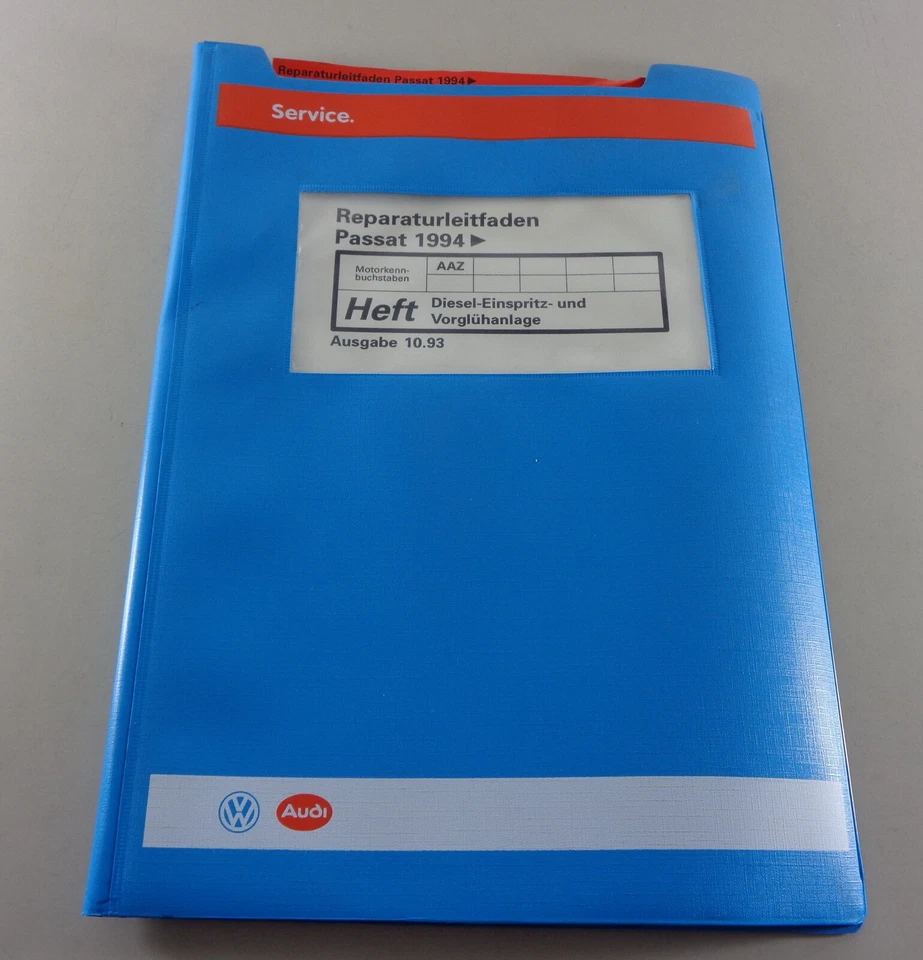 Reparaturleitfaden Passat 1994►
Service.
Reparaturleitfaden
Passat 1994►
Motorkenn-
buchstaben
AAZ
Heft
Diesel-Einspritz- und
Vorglühanlage
Ausgabe 10.93
VW
Audi